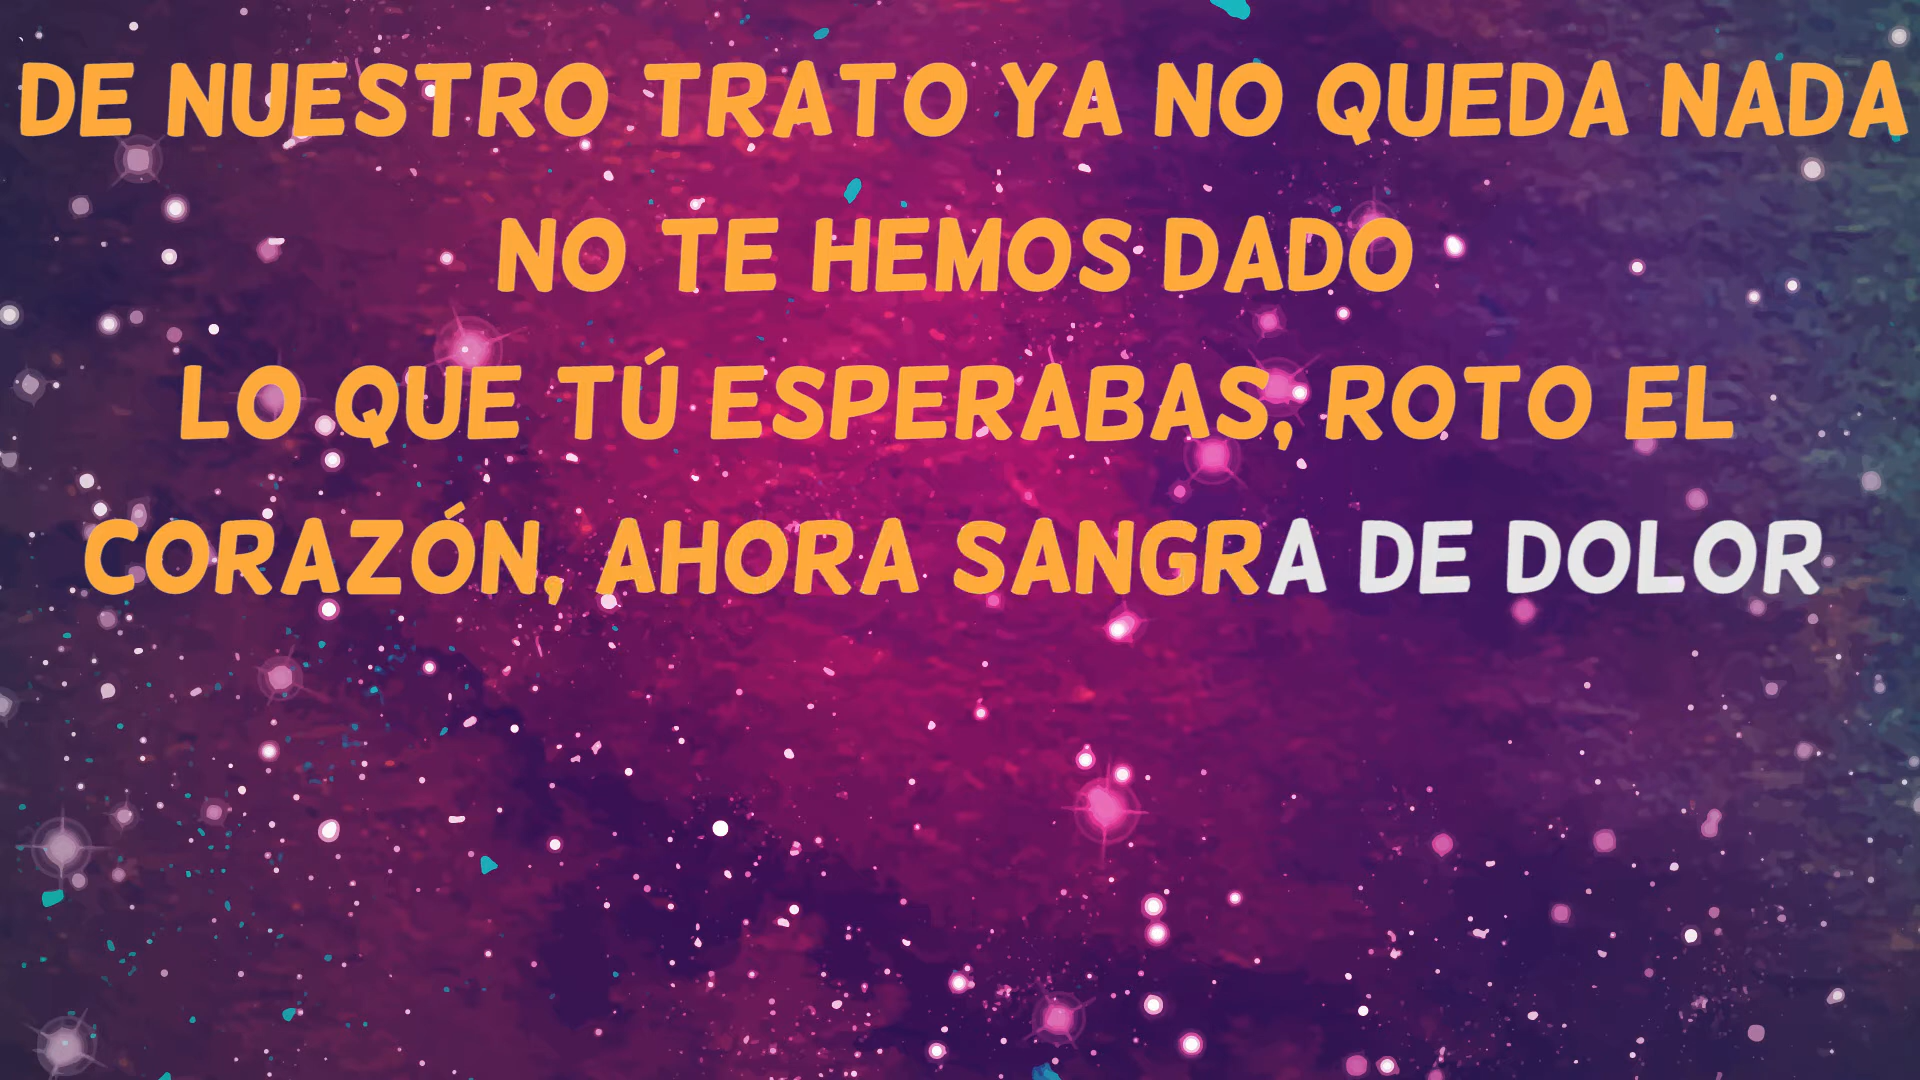 DE NUESTRO TRATO YA NO QUEDA NADA
NO TE HEMOS DADO
LO QUE TÚ ESPERABAS, ROTO EL
CORAZÓN, AHORA SANGRA DE DOLOR